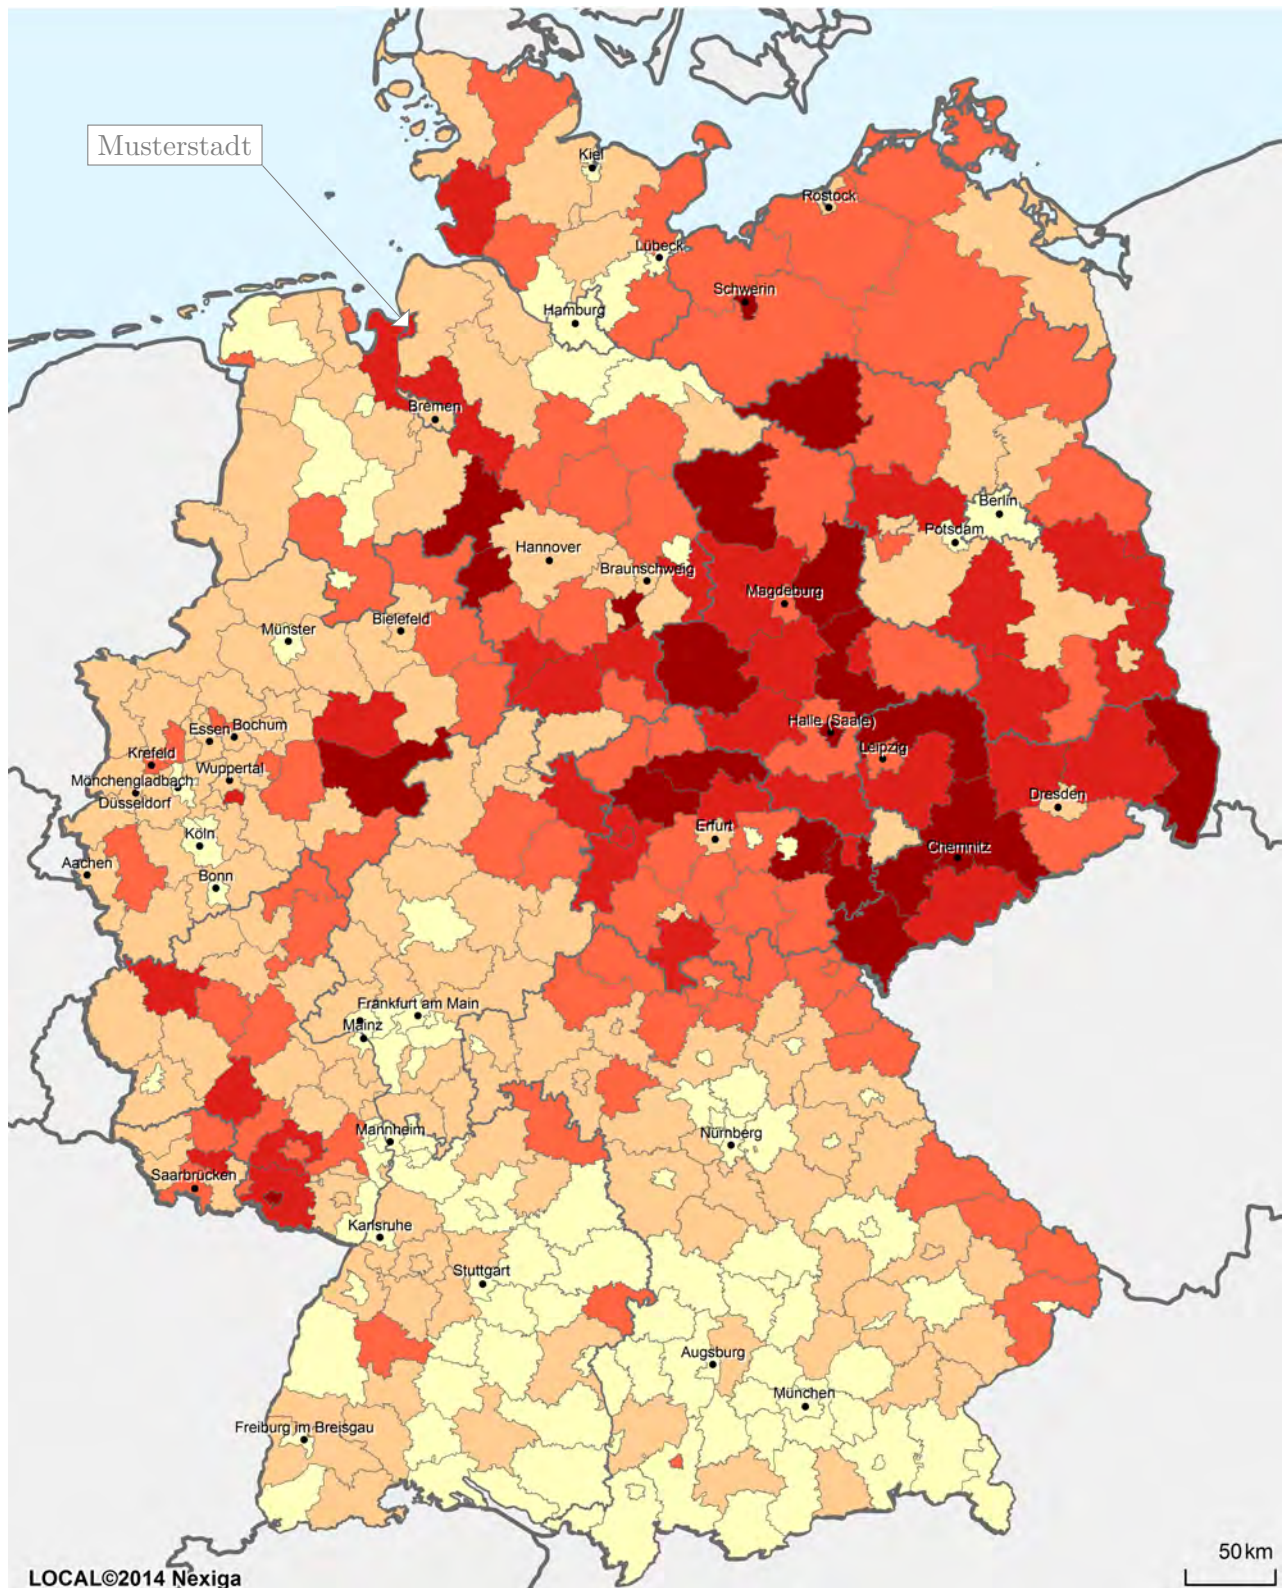 Musterstadt
Kiel
Rostock
Lübeck
Schwerin
Hamburg
Bremen
Berlin
Potsdam
Hannover
Braunschweig
Magdeburg
Bielefeld
Münster
Halle (Saale)
Essen
Bochum
Leipzig
Krefeld
Wuppertal
Mönchengladbach
Düsseldorf
Dresden
Erfurt
Köln
Chemnitz
Aachen
Bonn
Frankfurt am Main
Mainz
Mannheim
Nürnberg
Saarbrücken
Karlsruhe
Stuttgart
Augsburg
München
Freiburg im Breisgau
50 km
LOCAL©2014 Nexiga